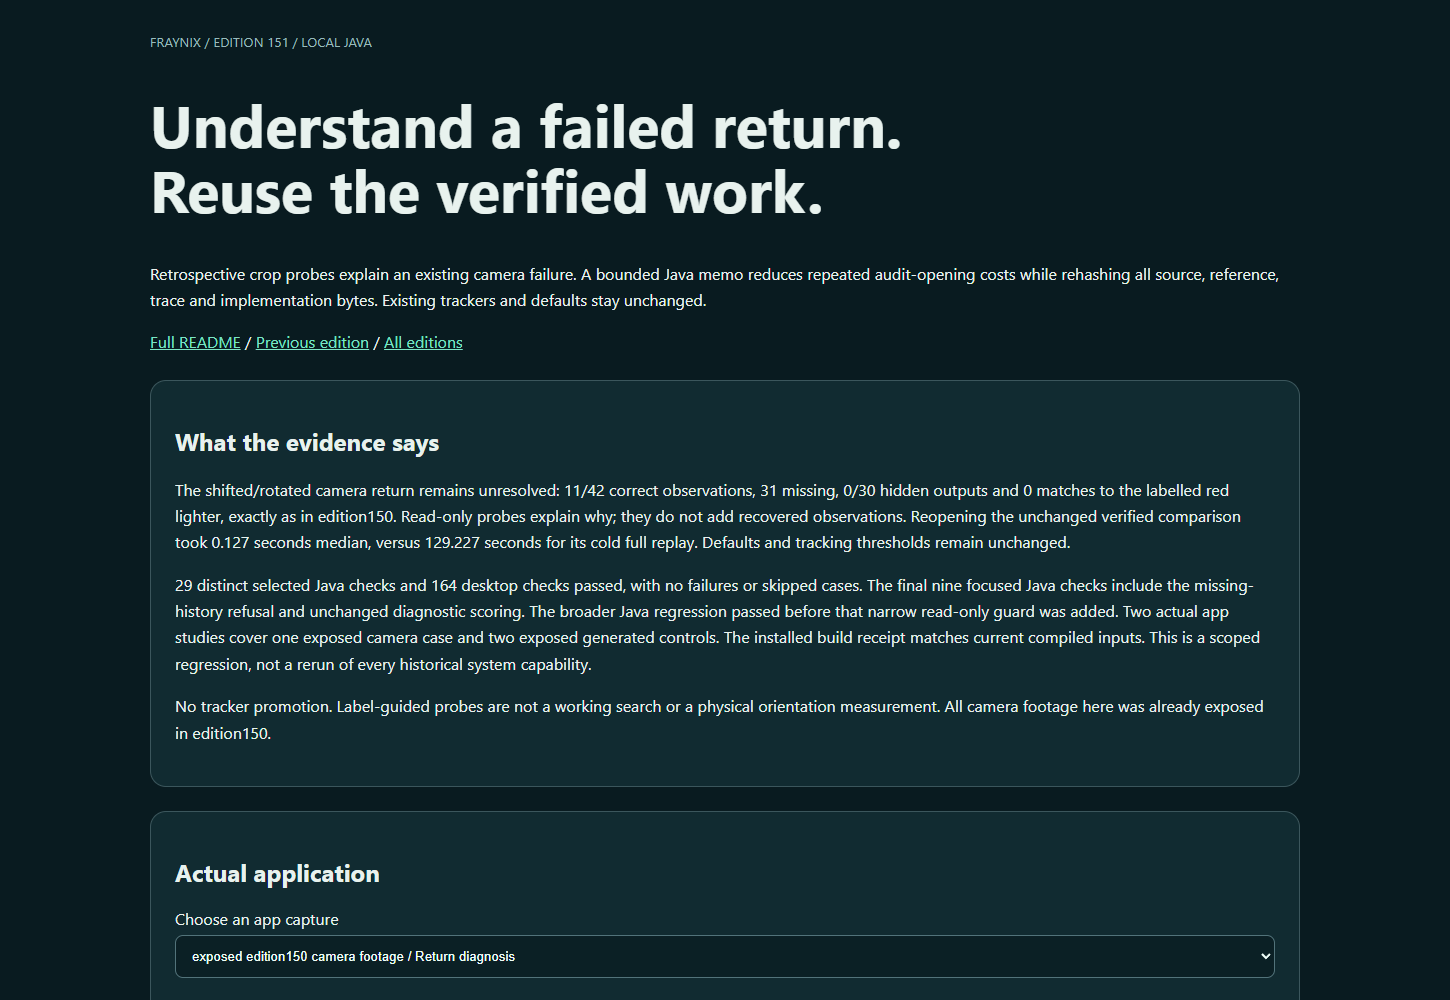 FRAYNIX / EDITION 151 / LOCAL JAVA
Understand a failed return.
Reuse the verified work.
Retrospective crop probes explain an existing camera failure. A bounded Java memo reduces repeated audit-opening costs while rehashing all source, reference,
trace and implementation bytes. Existing trackers and defaults stay unchanged.
Full README / Previous edition / All editions
What the evidence says
The shifted/rotated camera return remains unresolved: 11/42 correct observations, 31 missing, 0/30 hidden outputs and 0 matches to the labelled red
lighter, exactly as in edition150. Read-only probes explain why; they do not add recovered observations. Reopening the unchanged verified comparison
took 0.127 seconds median, versus 129.227 seconds for its cold full replay. Defaults and tracking thresholds remain unchanged.
29 distinct selected Java checks and 164 desktop checks passed, with no failures or skipped cases. The final nine focused Java checks include the missing-
history refusal and unchanged diagnostic scoring. The broader Java regression passed before that narrow read-only guard was added. Two actual app
studies cover one exposed camera case and two exposed generated controls. The installed build receipt matches current compiled inputs. This is a scoped
regression, not a rerun of every historical system capability.
No tracker promotion. Label-guided probes are not a working search or a physical orientation measurement. All camera footage here was already exposed
in edition150.
Actual application
Choose an app capture
exposed edition150 camera footage / Return diagnosis